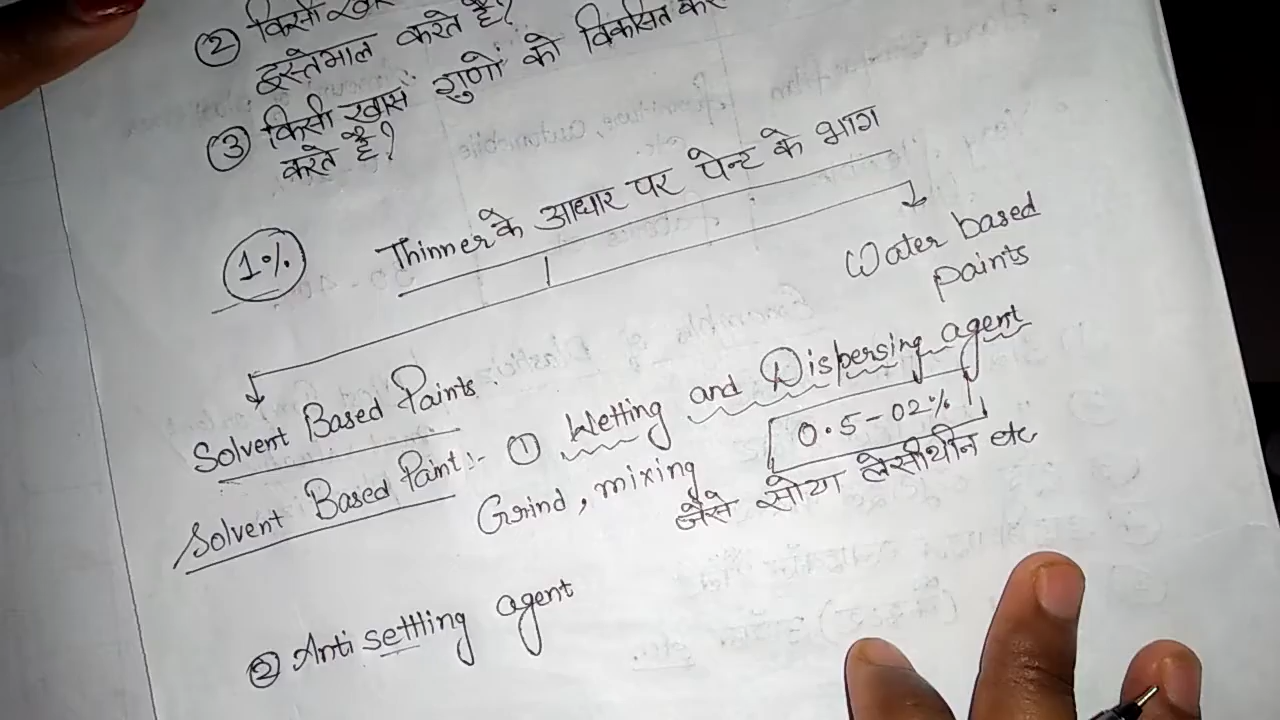 ② किसी
इस्तेमाल करते है?
③ किसी खास गुणों को विकसित कर
करते है?
1%
Thinner के आधार पर पेन्ट के भाग
Water based
paints
Solvent Based Paints.
Solvent Based Paint:- ① Wetting and Dispersing agent
Grind, mixing
0.5-02%
जैसे सोया लेसीथीन etc
② Anti settling agent